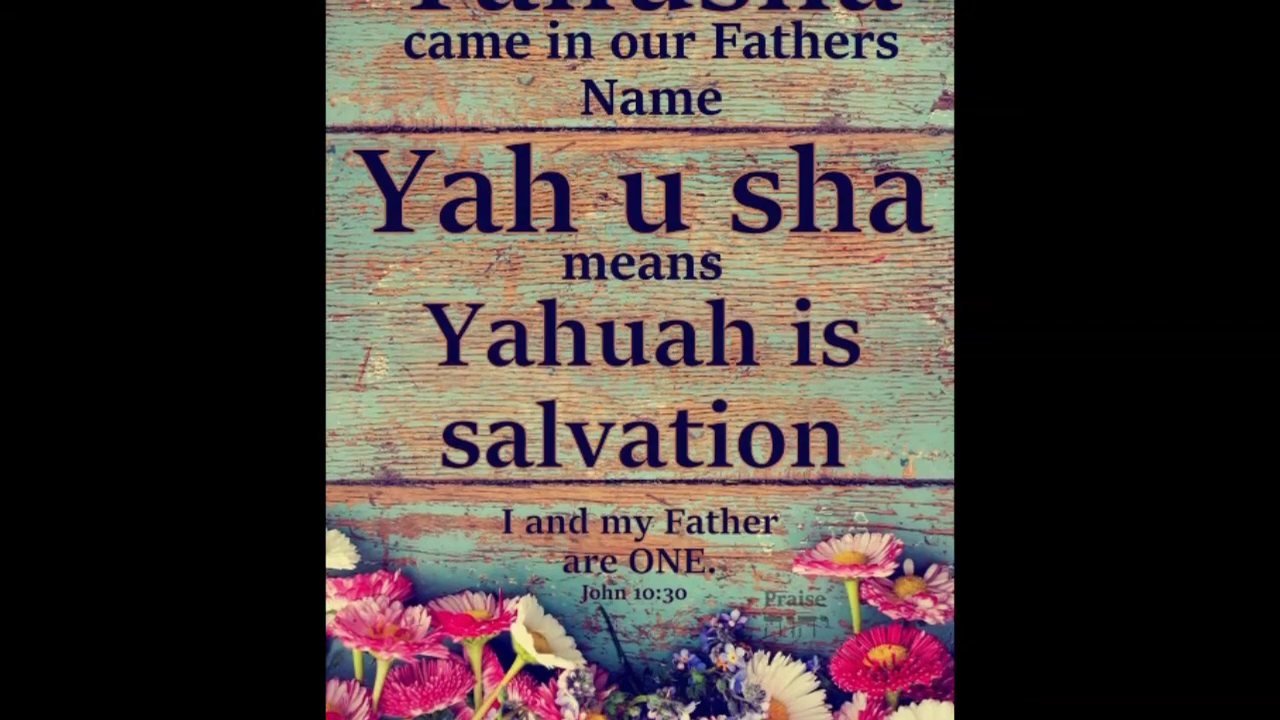 Yahusha
came in our Fathers
Name
Yah u sha
means
Yahuah is
salvation
I and my Father
are ONE.
John 10:30
Praise